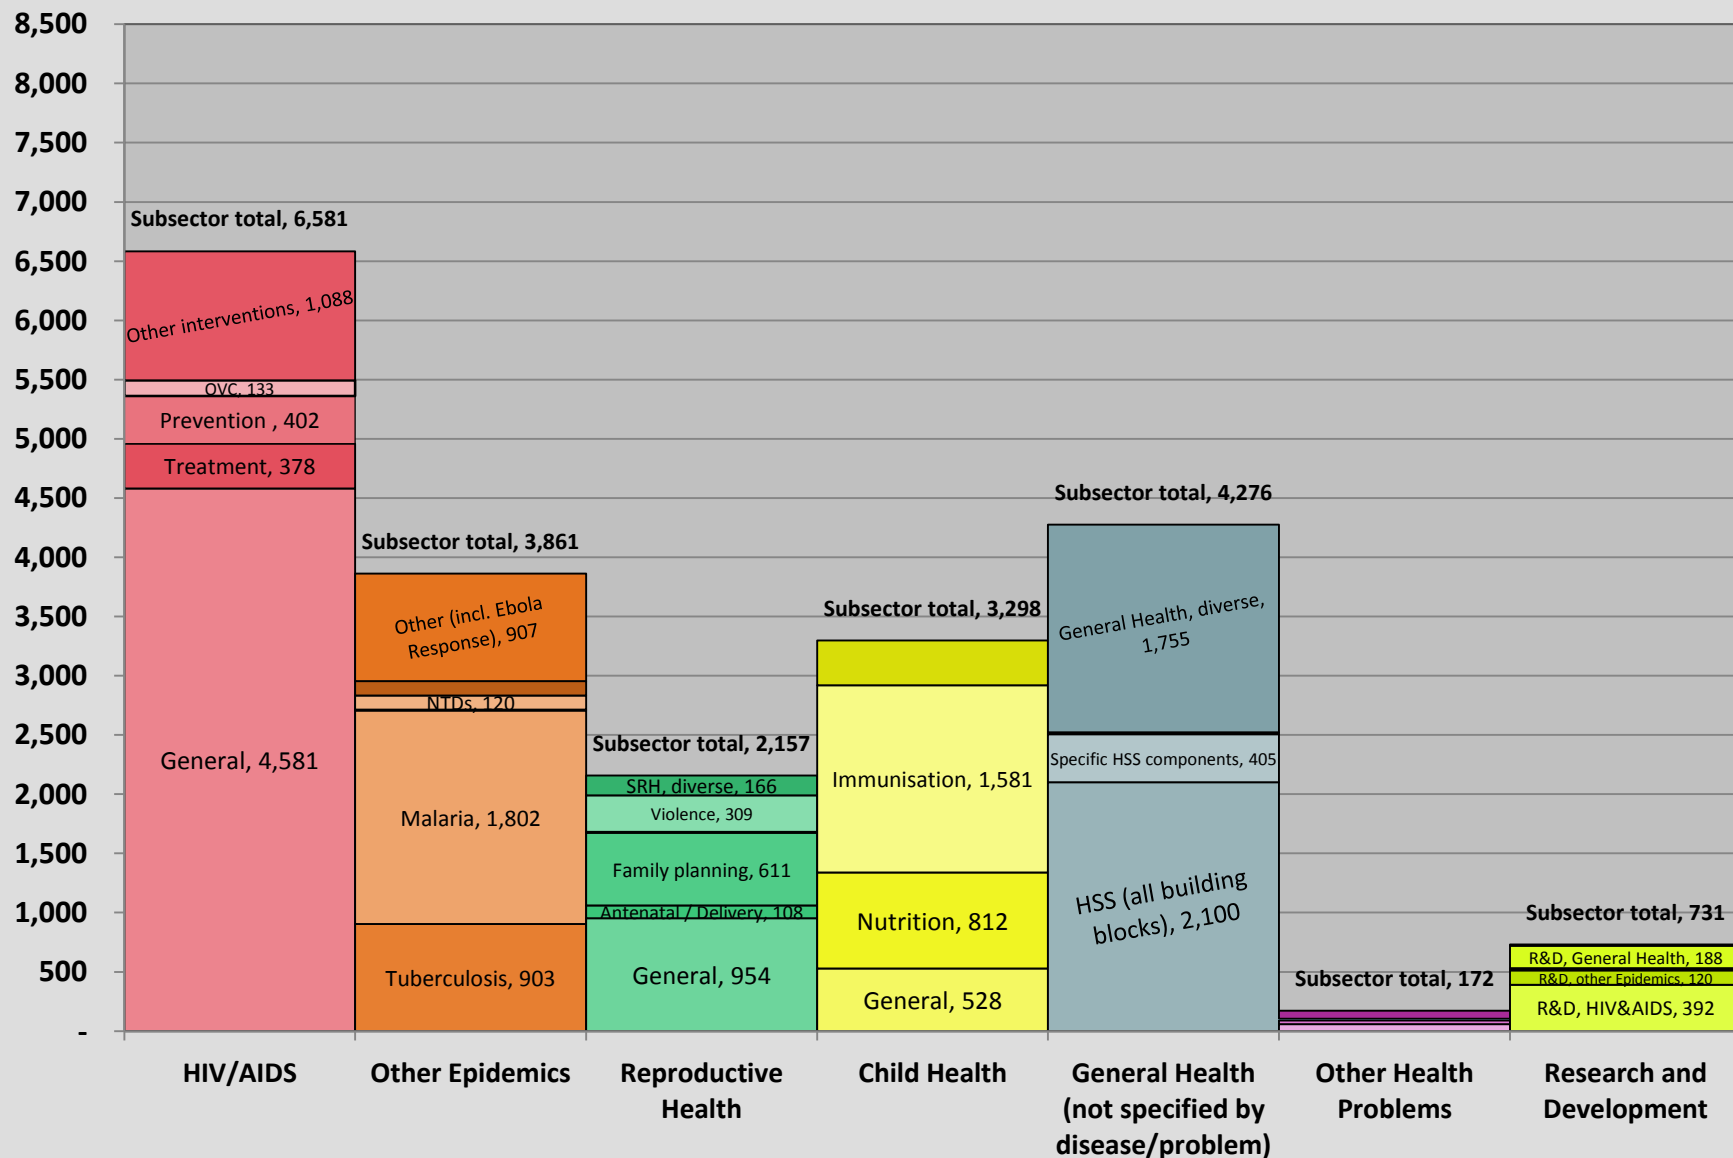 8,500
8,000
7,500
7,000
6,500
6,000
5,500
5,000
4,500
4,000
3,500
3,000
2,500
2,000
1,500
1,000
500
-
Subsector total, 6,581
Other interventions, 1,088
OVC, 133
Prevention , 402
Treatment, 378
General, 4,581
Subsector total, 3,861
Other (incl. Ebola
Response), 907
NTDs, 120
Malaria, 1,802
Tuberculosis, 903
Subsector total, 2,157
SRH, diverse, 166
Violence, 309
Family planning, 611
Antenatal / Delivery, 108
General, 954
Subsector total, 3,298
Immunisation, 1,581
Nutrition, 812
General, 528
Subsector total, 4,276
General Health, diverse,
1,755
Specific HSS components, 405
HSS (all building
blocks), 2,100
Subsector total, 172
Subsector total, 731
R&D, General Health, 188
R&D, other Epidemics, 120
R&D, HIV&AIDS, 392
HIV/AIDS
Other Epidemics
Reproductive
Health
Child Health
General Health
(not specified by
disease/problem)
Other Health
Problems
Research and
Development